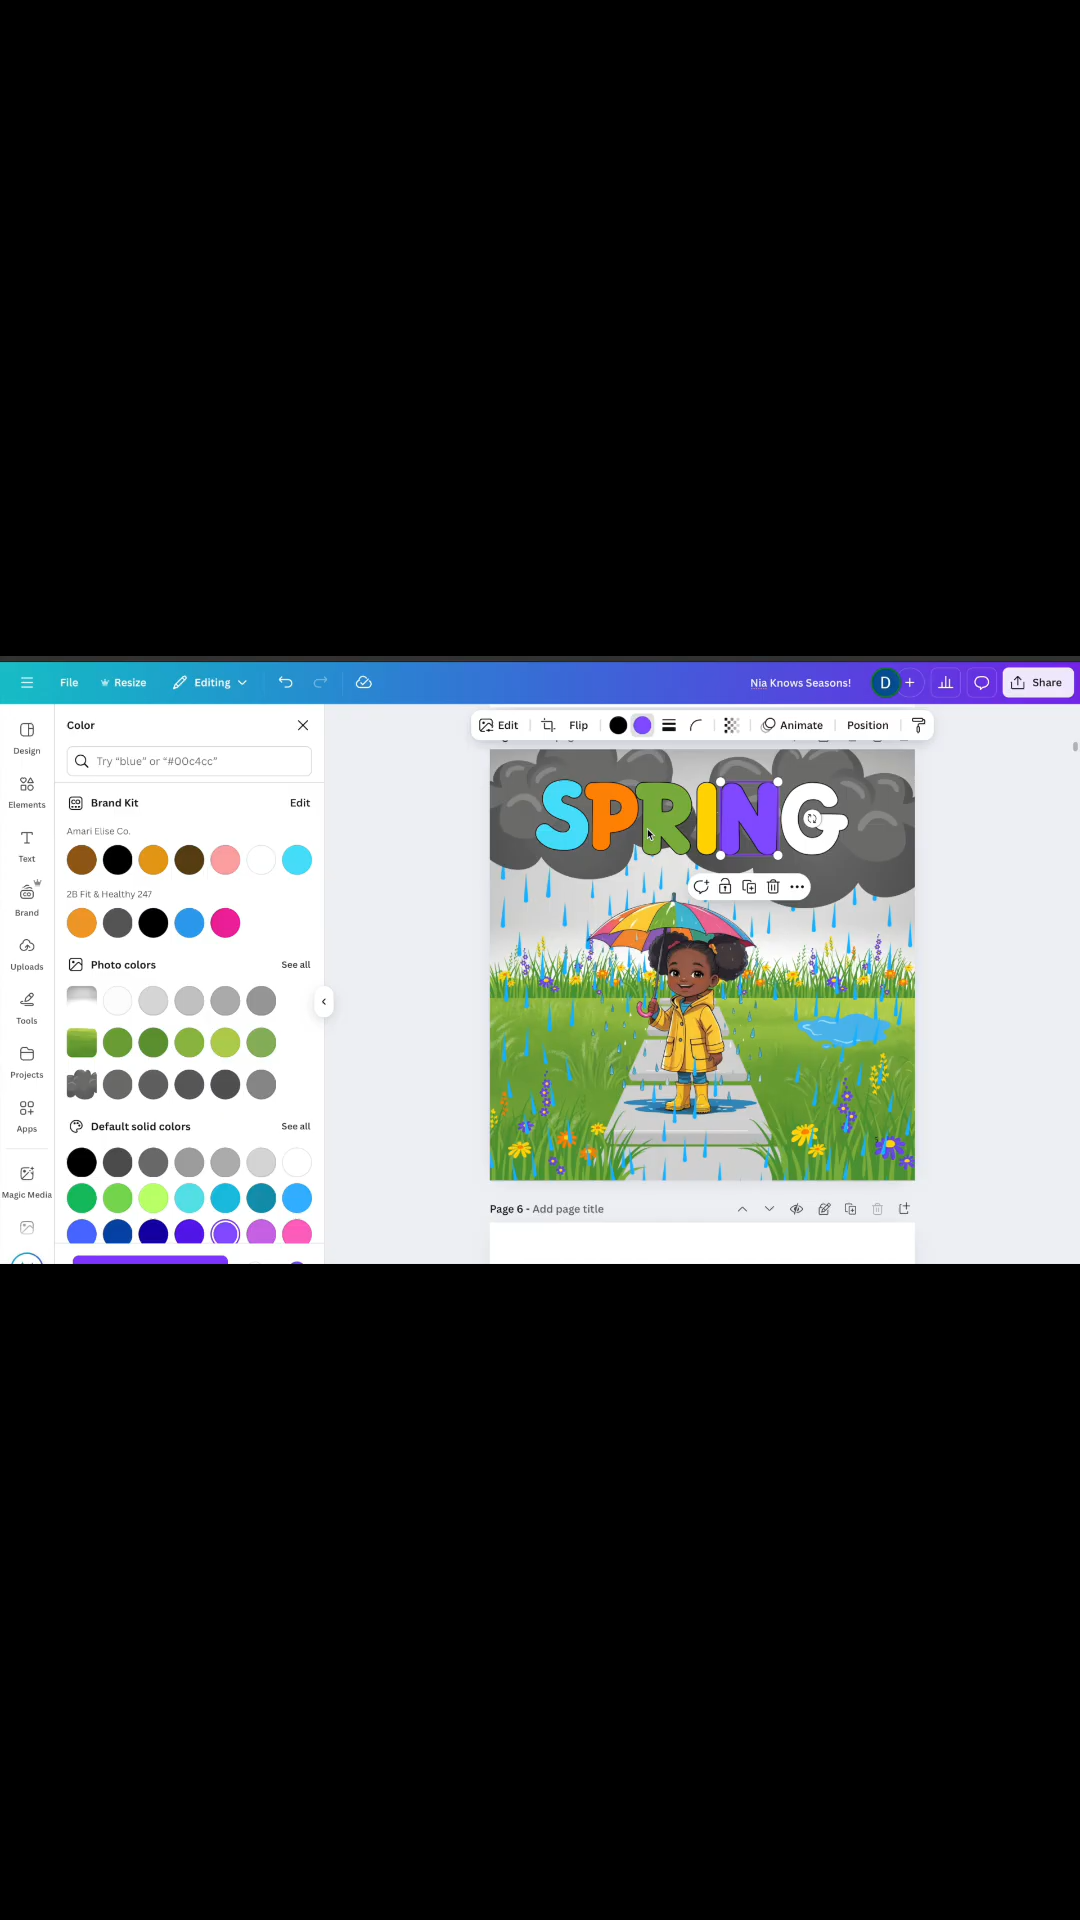 File
Resize
Editing
Nia Knows Seasons!
D
Share
Design
Elements
Text
Brand
Uploads
Tools
Projects
Apps
Magic Media
Color
Try “blue” or “#00c4cc”
Brand Kit
Edit
Amari Elise Co.
2B Fit & Healthy 247
Photo colors
See all
Default solid colors
See all
Edit
Flip
Animate
Position
SPRING
Page 6 - Add page title